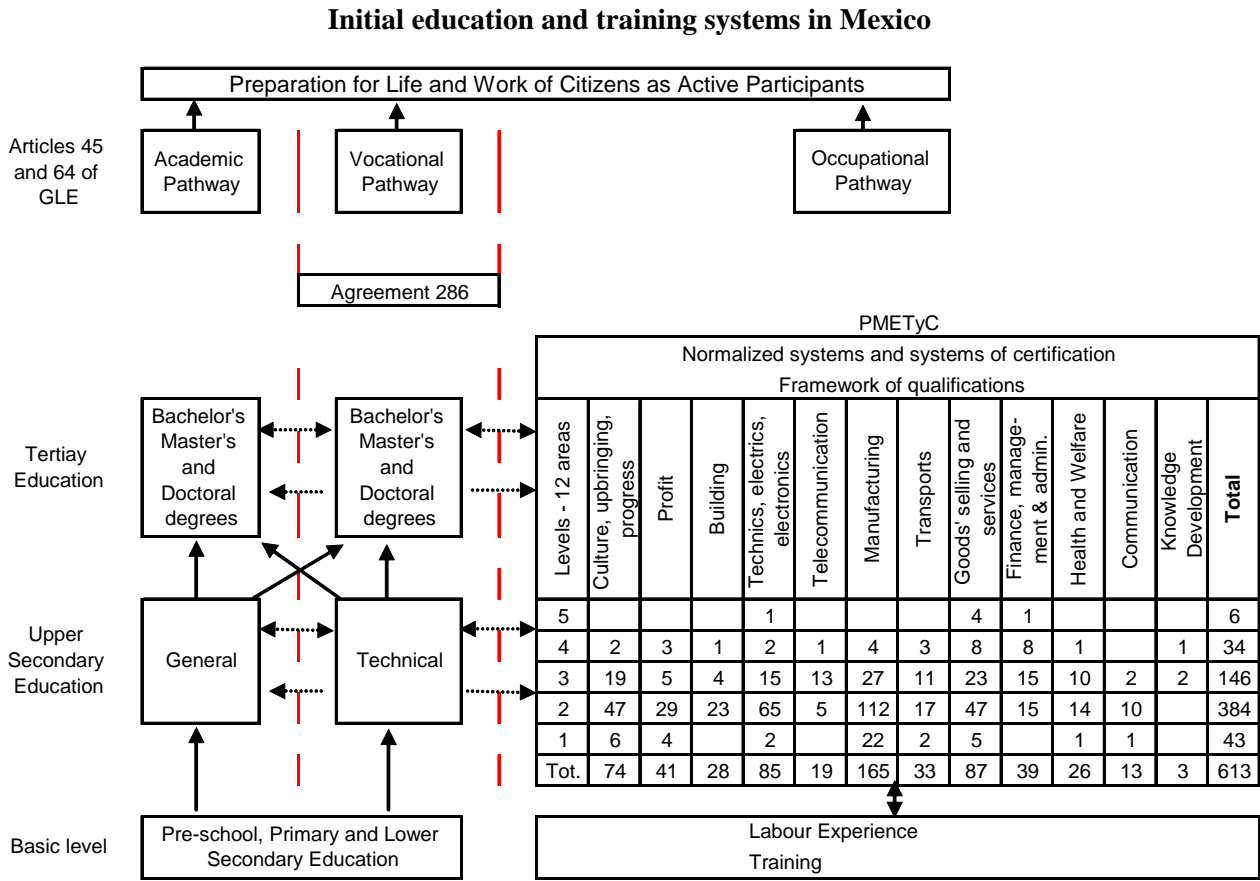 Initial education and training systems in Mexico
Preparation for Life and Work of Citizens as Active Participants
Articles 45
and 64 of
GLE
Academic
Pathway
Vocational
Pathway
Occupational
Pathway
Agreement 286
PMETyC
Normalized systems and systems of certification
Framework of qualifications
Tertiay
Education
Bachelor's
Master's
and
Doctoral
degrees
Bachelor's
Master's
and
Doctoral
degrees
Levels - 12 areas
Culture, upbringing,
progress
Profit
Building
Technics, electrics,
electronics
Telecommunication
Manufacturing
Transports
Goods' selling and
services
Finance, manage-
ment & admin.
Health and Welfare
Communication
Knowledge
Development
Total
Upper
Secondary
Education
General
Technical
5 1 4 1 6
4 2 3 1 2 1 4 3 8 8 1 1 34
3 19 5 4 15 13 27 11 23 15 10 2 2 146
2 47 29 23 65 5 112 17 47 15 14 10 384
1 6 4 2 22 2 5 1 1 43
Tot. 74 41 28 85 19 165 33 87 39 26 13 3 613
Basic level
Pre-school, Primary and Lower
Secondary Education
Labour Experience
Training